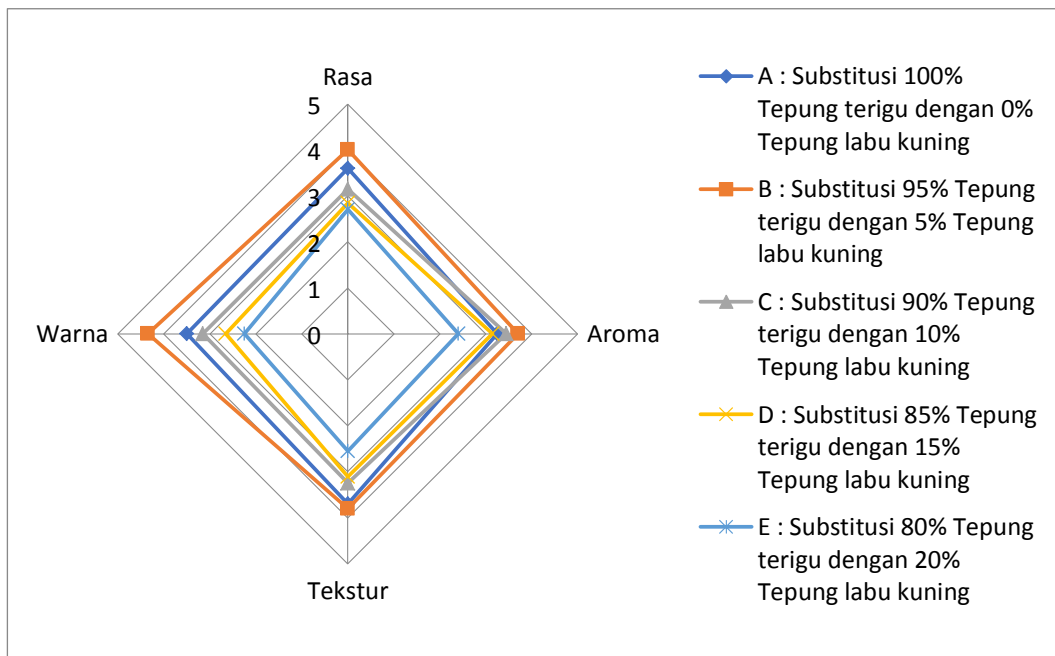 Rasa
5
4
3
2
1
0
Warna
Aroma
Tekstur
A : Substitusi 100%
Tepung terigu dengan 0%
Tepung labu kuning
B : Substitusi 95% Tepung
terigu dengan 5% Tepung
labu kuning
C : Substitusi 90% Tepung
terigu dengan 10%
Tepung labu kuning
D : Substitusi 85% Tepung
terigu dengan 15%
Tepung labu kuning
E : Substitusi 80% Tepung
terigu dengan 20%
Tepung labu kuning